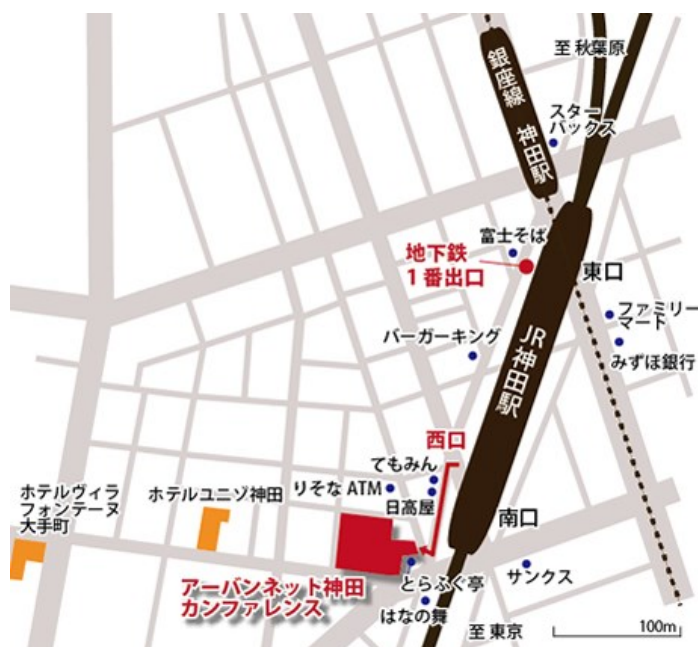 至 秋葉原
銀座線 神田駅
スター
バックス
富士そば
地下鉄
1番出口
東口
ファミリー
マート
みずほ銀行
バーガーキング
JR神田駅
西口
てもみん
りそな ATM
日高屋
ホテルユニゾ神田
ホテルヴィラ
フォンテーヌ
大手町
南口
アーバンネット神田
カンファレンス
とらふぐ亭
サンクス
はなの舞
至 東京
100m